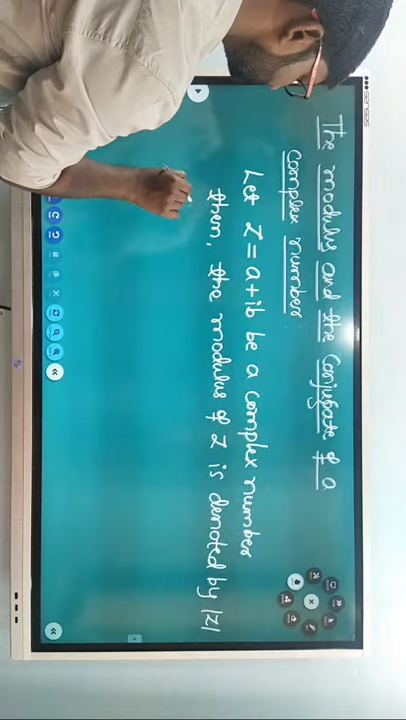 The modulus and the conjugate of a
complex number:
Let z = a+ib be a complex number
then, the modulus of z is denoted by |z|